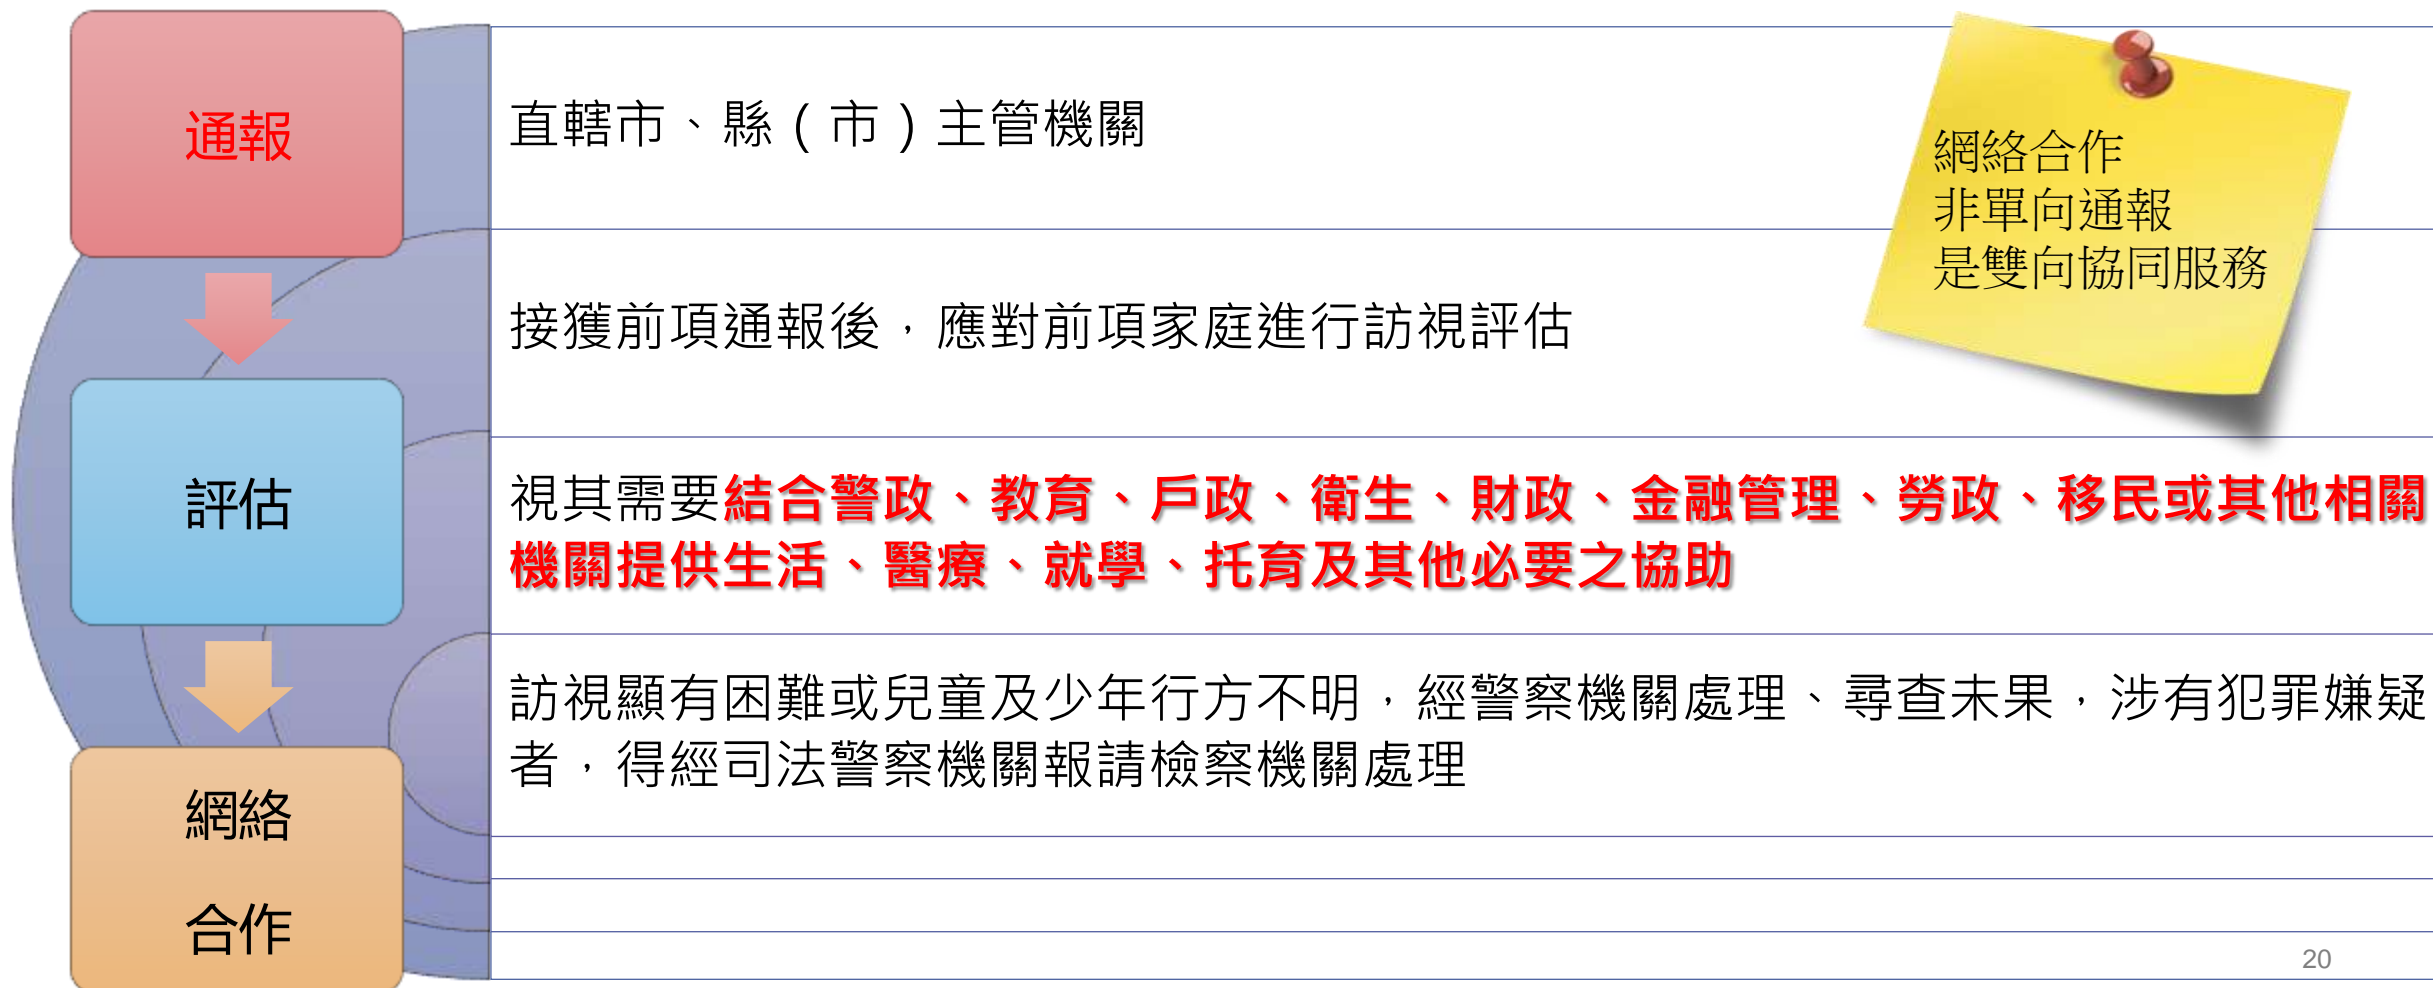 通報
直轄市、縣（市）主管機關
網絡合作
非單向通報
是雙向協同服務
接獲前項通報後，應對前項家庭進行訪視評估
評估
視其需要結合警政、教育、戶政、衛生、財政、金融管理、勞政、移民或其他相關
機關提供生活、醫療、就學、托育及其他必要之協助
訪視顯有困難或兒童及少年行方不明，經警察機關處理、尋查未果，涉有犯罪嫌疑
者，得經司法警察機關報請檢察機關處理
網絡
合作
20